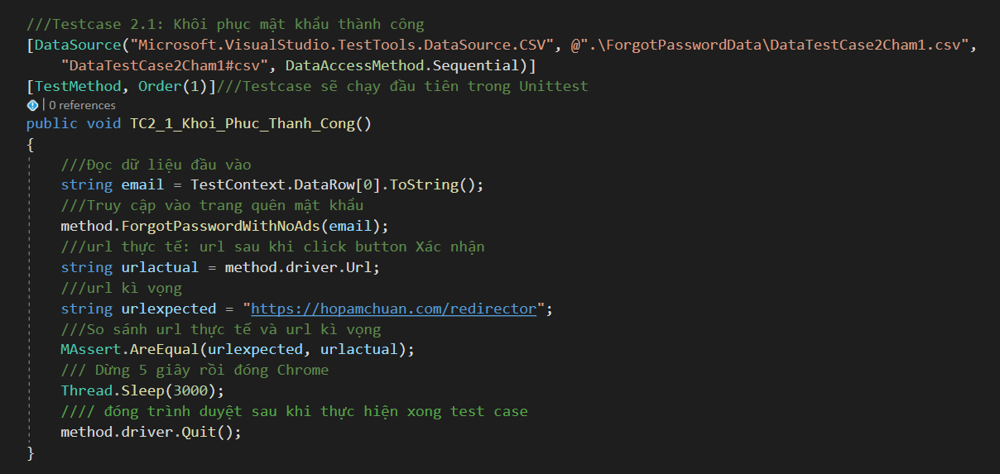 ///Testcase 2.1: Khôi phục mật khẩu thành công
[DataSource("Microsoft.VisualStudio.TestTools.DataSource.CSV", @".\ForgotPasswordData\DataTestCase2Cham1.csv",
    "DataTestCase2Cham1#csv", DataAccessMethod.Sequential)]
[TestMethod, Order(1)]///Testcase sẽ chạy đầu tiên trong Unittest
| 0 references
public void TC2_1_Khoi_Phuc_Thanh_Cong()
{
    ///Đọc dữ liệu đầu vào
    string email = TestContext.DataRow[0].ToString();
    ///Truy cập vào trang quên mật khẩu
    method.ForgotPasswordWithNoAds(email);
    ///url thực tế: url sau khi click button Xác nhận
    string urlactual = method.driver.Url;
    ///url kì vọng
    string urlexpected = "https://hopamchuan.com/redirector";
    ///So sánh url thực tế và url kì vọng
    MAssert.AreEqual(urlexpected, urlactual);
    /// Dừng 5 giây rồi đóng Chrome
    Thread.Sleep(3000);
    //// đóng trình duyệt sau khi thực hiện xong test case
    method.driver.Quit();
}